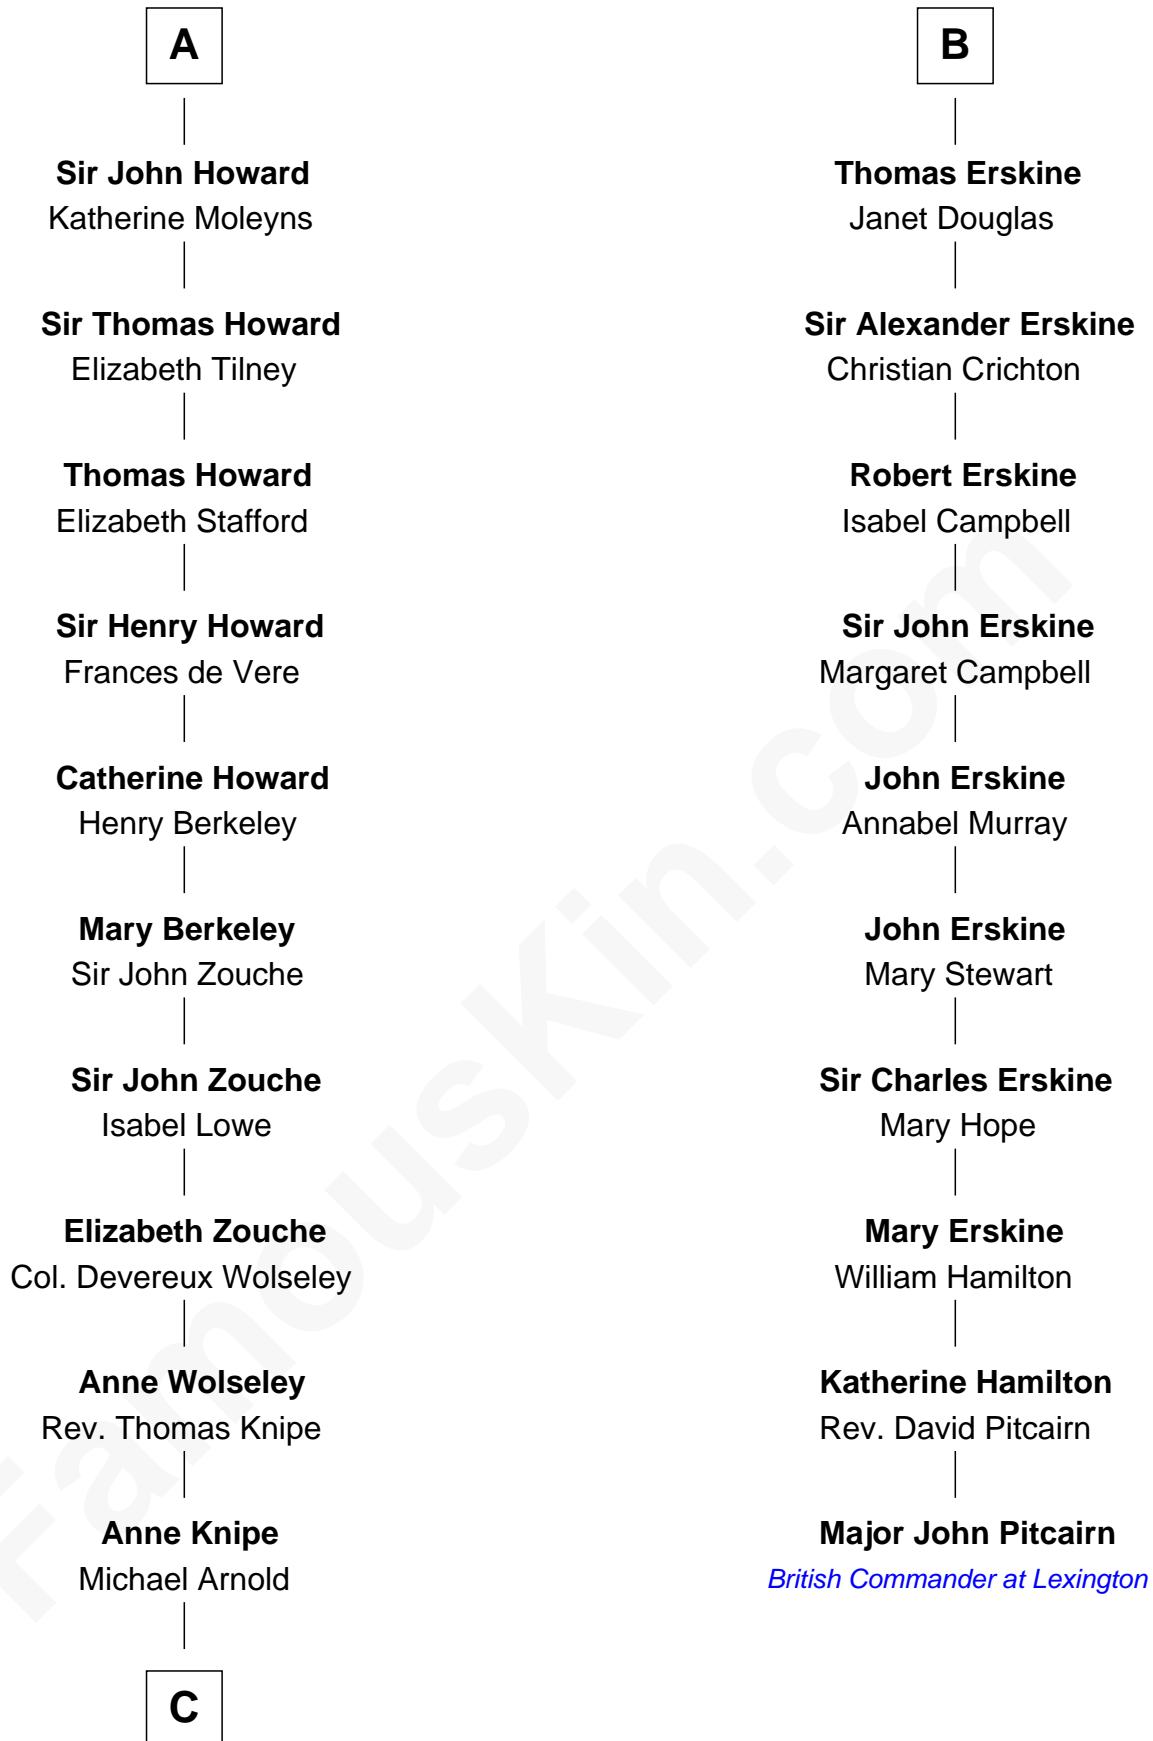 A
Sir John Howard
Katherine Moleyns
Sir Thomas Howard
Elizabeth Tilney
Thomas Howard
Elizabeth Stafford
Sir Henry Howard
Frances de Vere
Catherine Howard
Henry Berkeley
Mary Berkeley
Sir John Zouche
Sir John Zouche
Isabel Lowe
Elizabeth Zouche
Col. Devereux Wolseley
Anne Wolseley
Rev. Thomas Knipe
Anne Knipe
Michael Arnold
C
B
Thomas Erskine
Janet Douglas
Sir Alexander Erskine
Christian Crichton
Robert Erskine
Isabel Campbell
Sir John Erskine
Margaret Campbell
John Erskine
Annabel Murray
John Erskine
Mary Stewart
Sir Charles Erskine
Mary Hope
Mary Erskine
William Hamilton
Katherine Hamilton
Rev. David Pitcairn
Major John Pitcairn
British Commander at Lexington
FamousKin.com